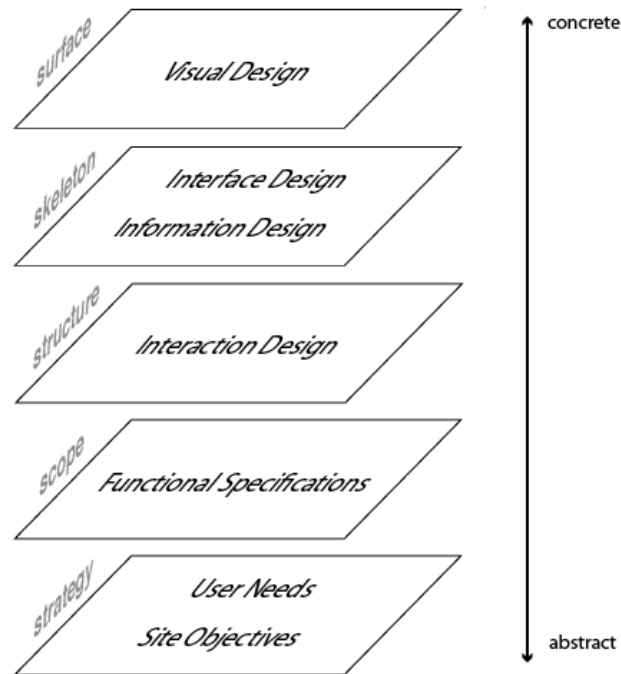 concrete
surface
Visual Design
skeleton
Interface Design
Information Design
structure
Interaction Design
scope
Functional Specifications
strategy
User Needs
Site Objectives
abstract